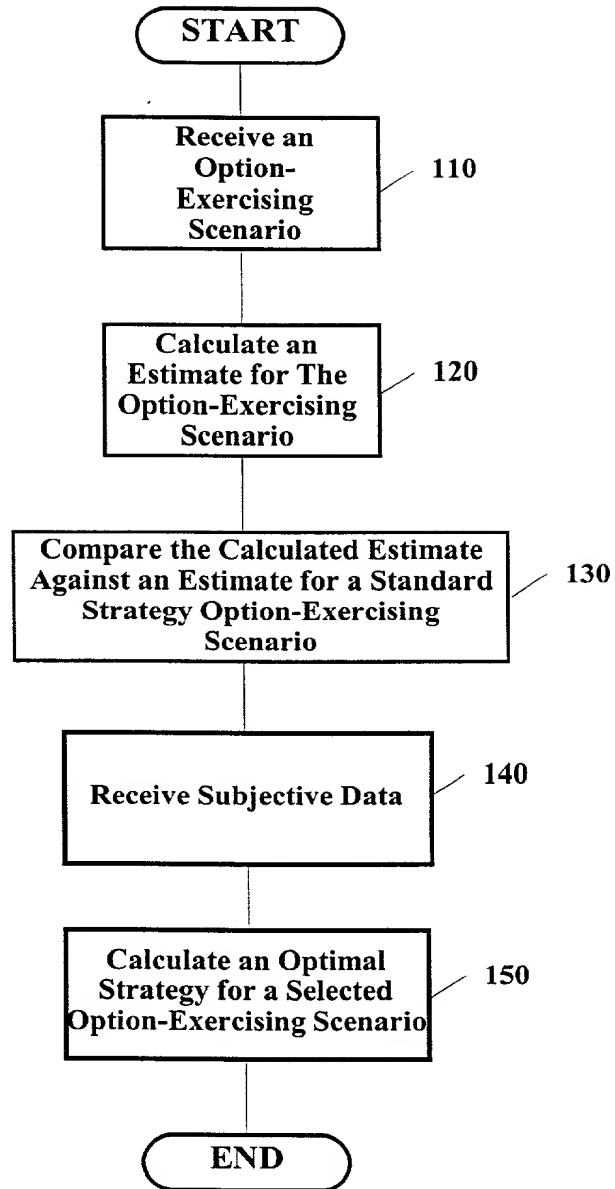 START
Receive an
Option-
Exercising
Scenario
110
Calculate an
Estimate for The
Option-Exercising
Scenario
120
Compare the Calculated Estimate
Against an Estimate for a Standard
Strategy Option-Exercising
Scenario
130
Receive Subjective Data
140
Calculate an Optimal
Strategy for a Selected
Option-Exercising Scenario
150
END